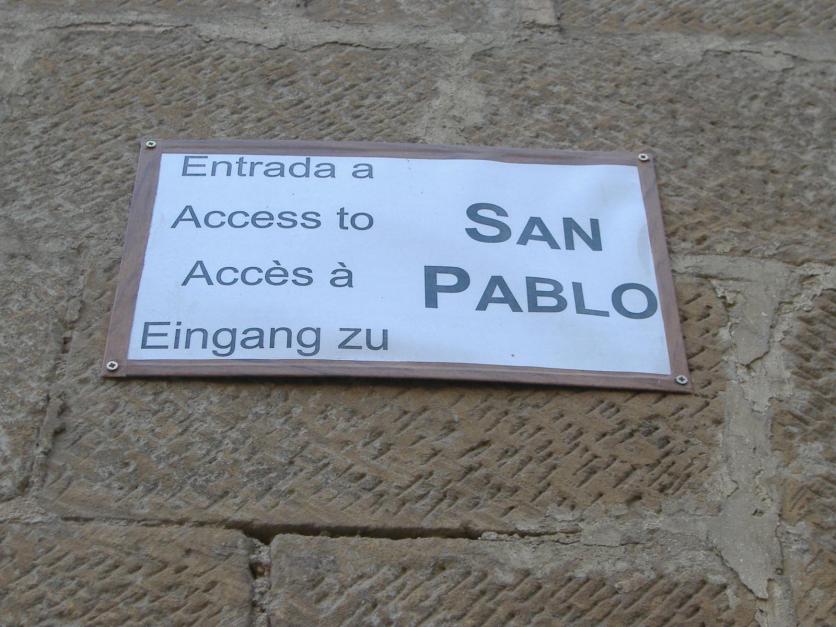 Entrada a
Access to
Accès à
Eingang zu
SAN
PABLO